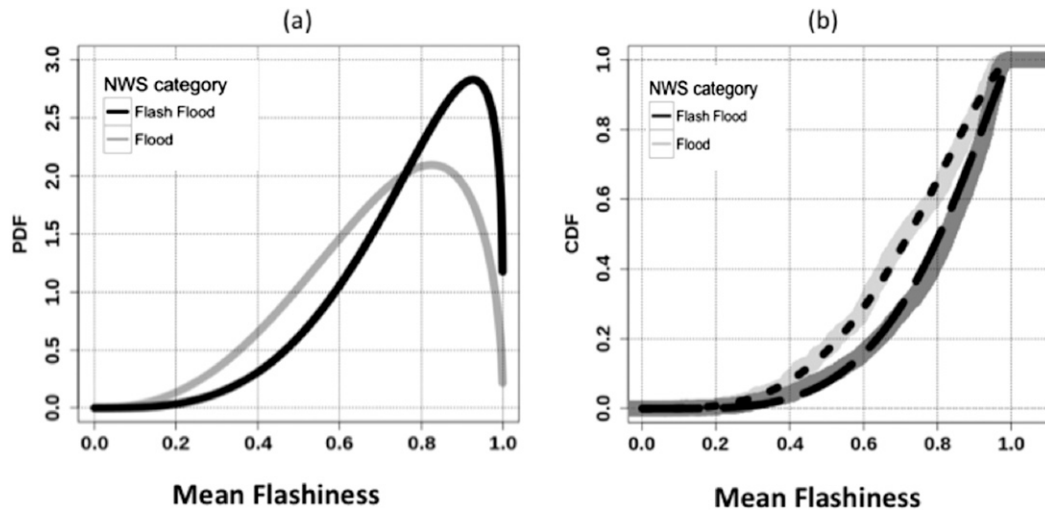 (a)
PDF
3.0
2.5
2.0
1.5
1.0
0.5
0.0
NWS category
Flash Flood
Flood
0.0 0.2 0.4 0.6 0.8 1.0
Mean Flashiness
(b)
CDF
1.0
0.8
0.6
0.4
0.2
0.0
NWS category
Flash Flood
Flood
0.0 0.2 0.4 0.6 0.8 1.0
Mean Flashiness